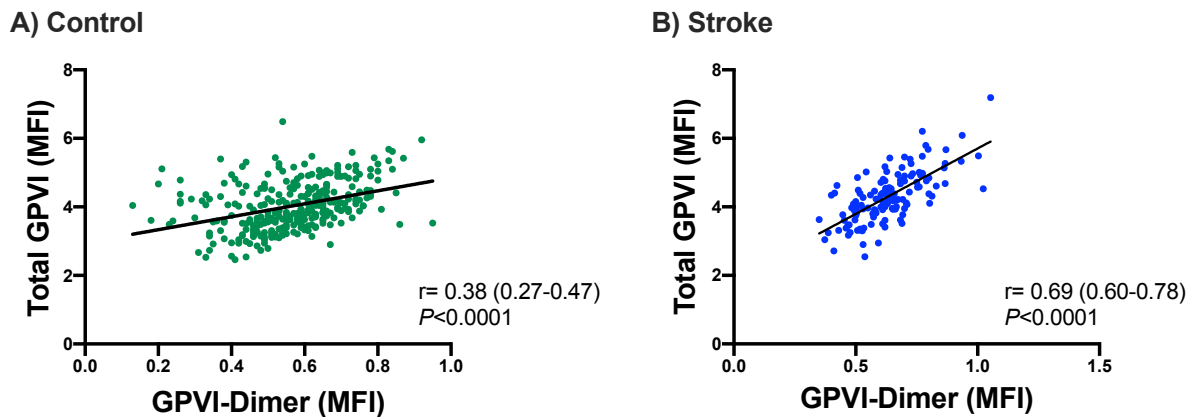 A) Control
8
6
4
2
0
Total GPVI (MFI)
0.0 0.2 0.4 0.6 0.8 1.0
GPVI-Dimer (MFI)
r= 0.38 (0.27-0.47)
P<0.0001
B) Stroke
8
6
4
2
0
Total GPVI (MFI)
0.0 0.5 1.0 1.5
GPVI-Dimer (MFI)
r= 0.69 (0.60-0.78)
P<0.0001